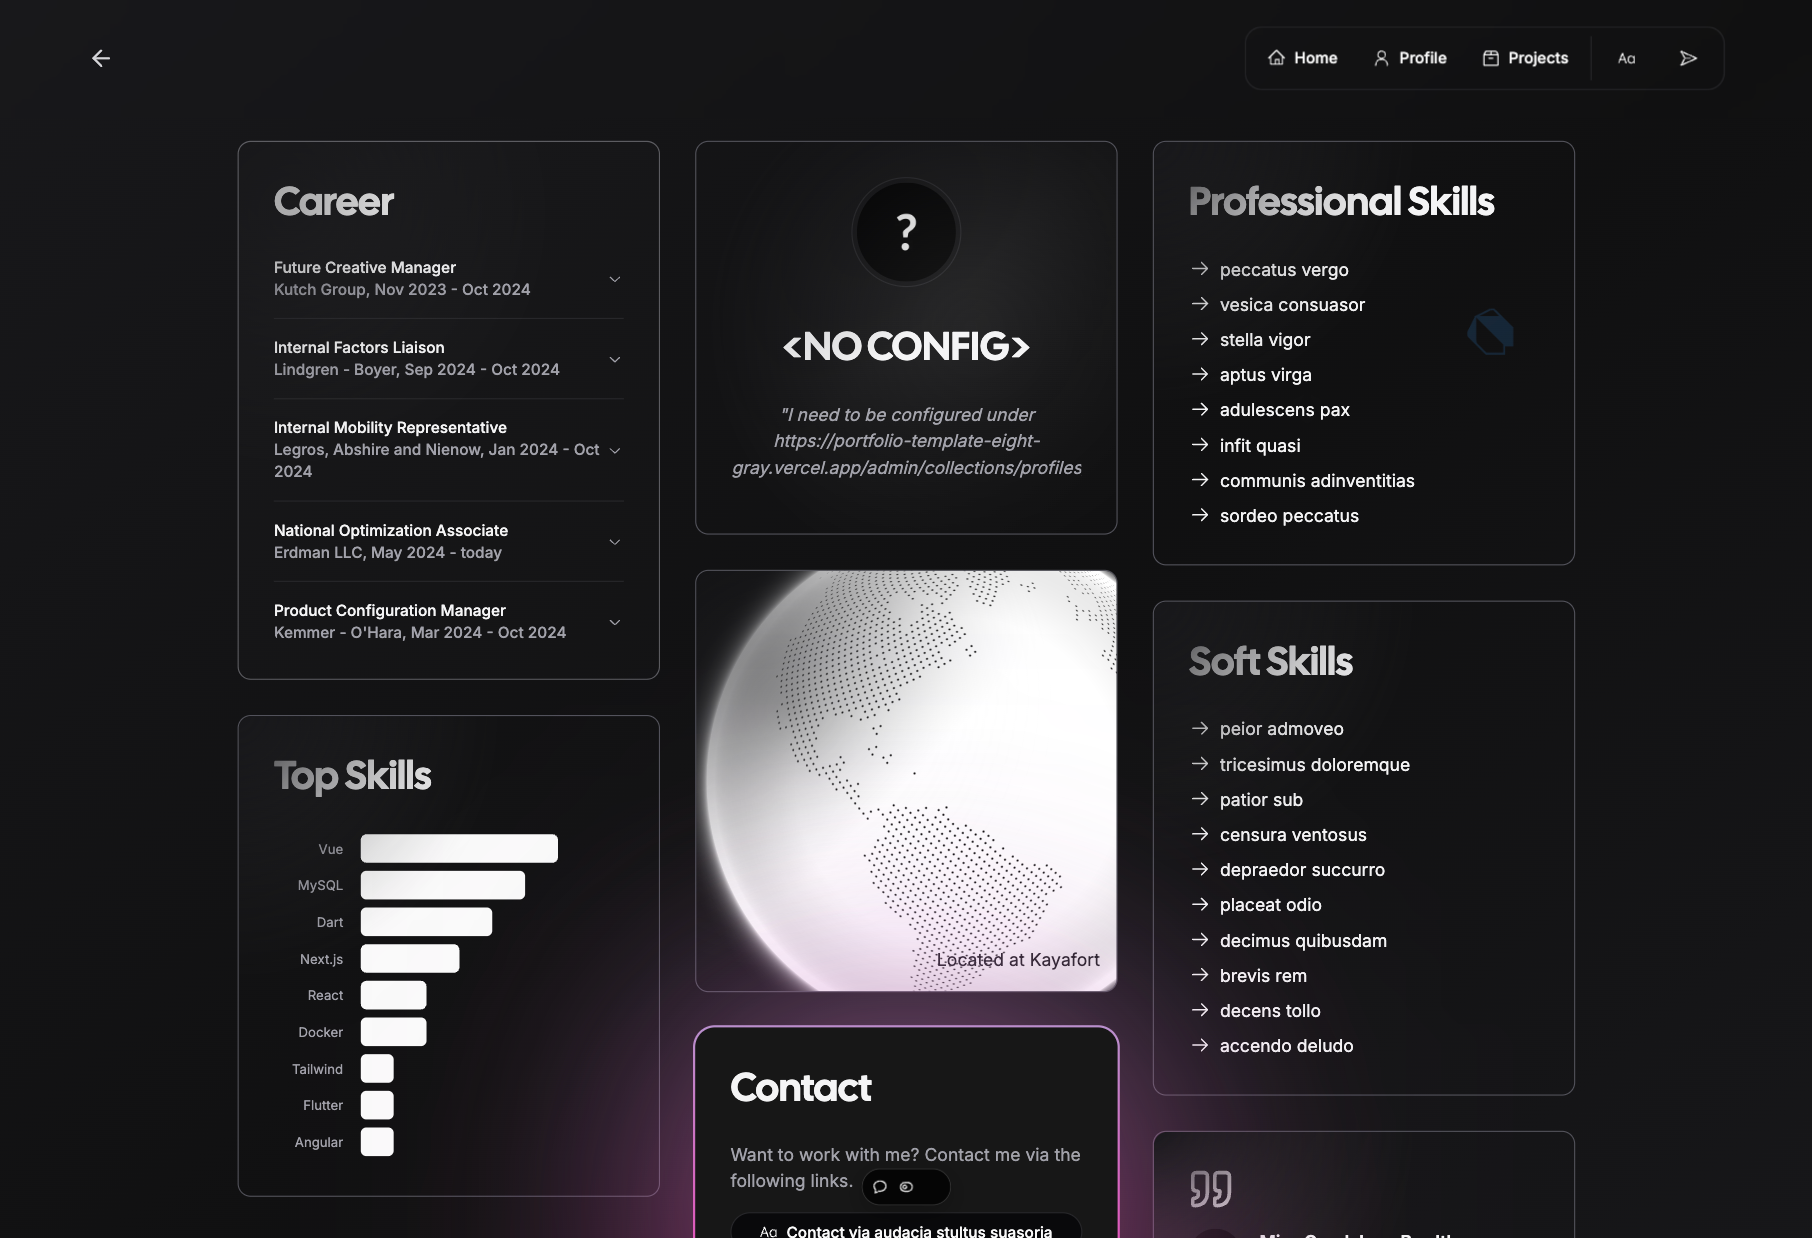 Home
Profile
Projects
Aa
Career
Future Creative Manager
Kutch Group, Nov 2023 - Oct 2024
Internal Factors Liaison
Lindgren - Boyer, Sep 2024 - Oct 2024
Internal Mobility Representative
Legros, Abshire and Nienow, Jan 2024 - Oct
2024
National Optimization Associate
Erdman LLC, May 2024 - today
Product Configuration Manager
Kemmer - O'Hara, Mar 2024 - Oct 2024
Top Skills
Vue
MySQL
Dart
Next.js
React
Docker
Tailwind
Flutter
Angular
?
<NO CONFIG>
"I need to be configured under
https://portfolio-template-eight-
gray.vercel.app/admin/collections/profiles
Located at Kayafort
Contact
Want to work with me? Contact me via the
following links.
Aa Contact via audacia stultus suasoria
Professional Skills
peccatus vergo
vesica consuasor
stella vigor
aptus virga
adulescens pax
infit quasi
communis adinventitias
sordeo peccatus
Soft Skills
peior admoveo
tricesimus doloremque
patior sub
censura ventosus
depraedor succurro
placeat odio
decimus quibusdam
brevis rem
decens tollo
accendo deludo